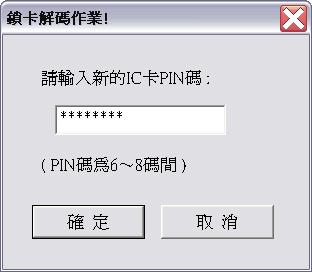 鎖卡解碼作業!
請輸入新的IC卡PIN碼:
********
( PIN碼為6～8碼間 )
確 定 取 消